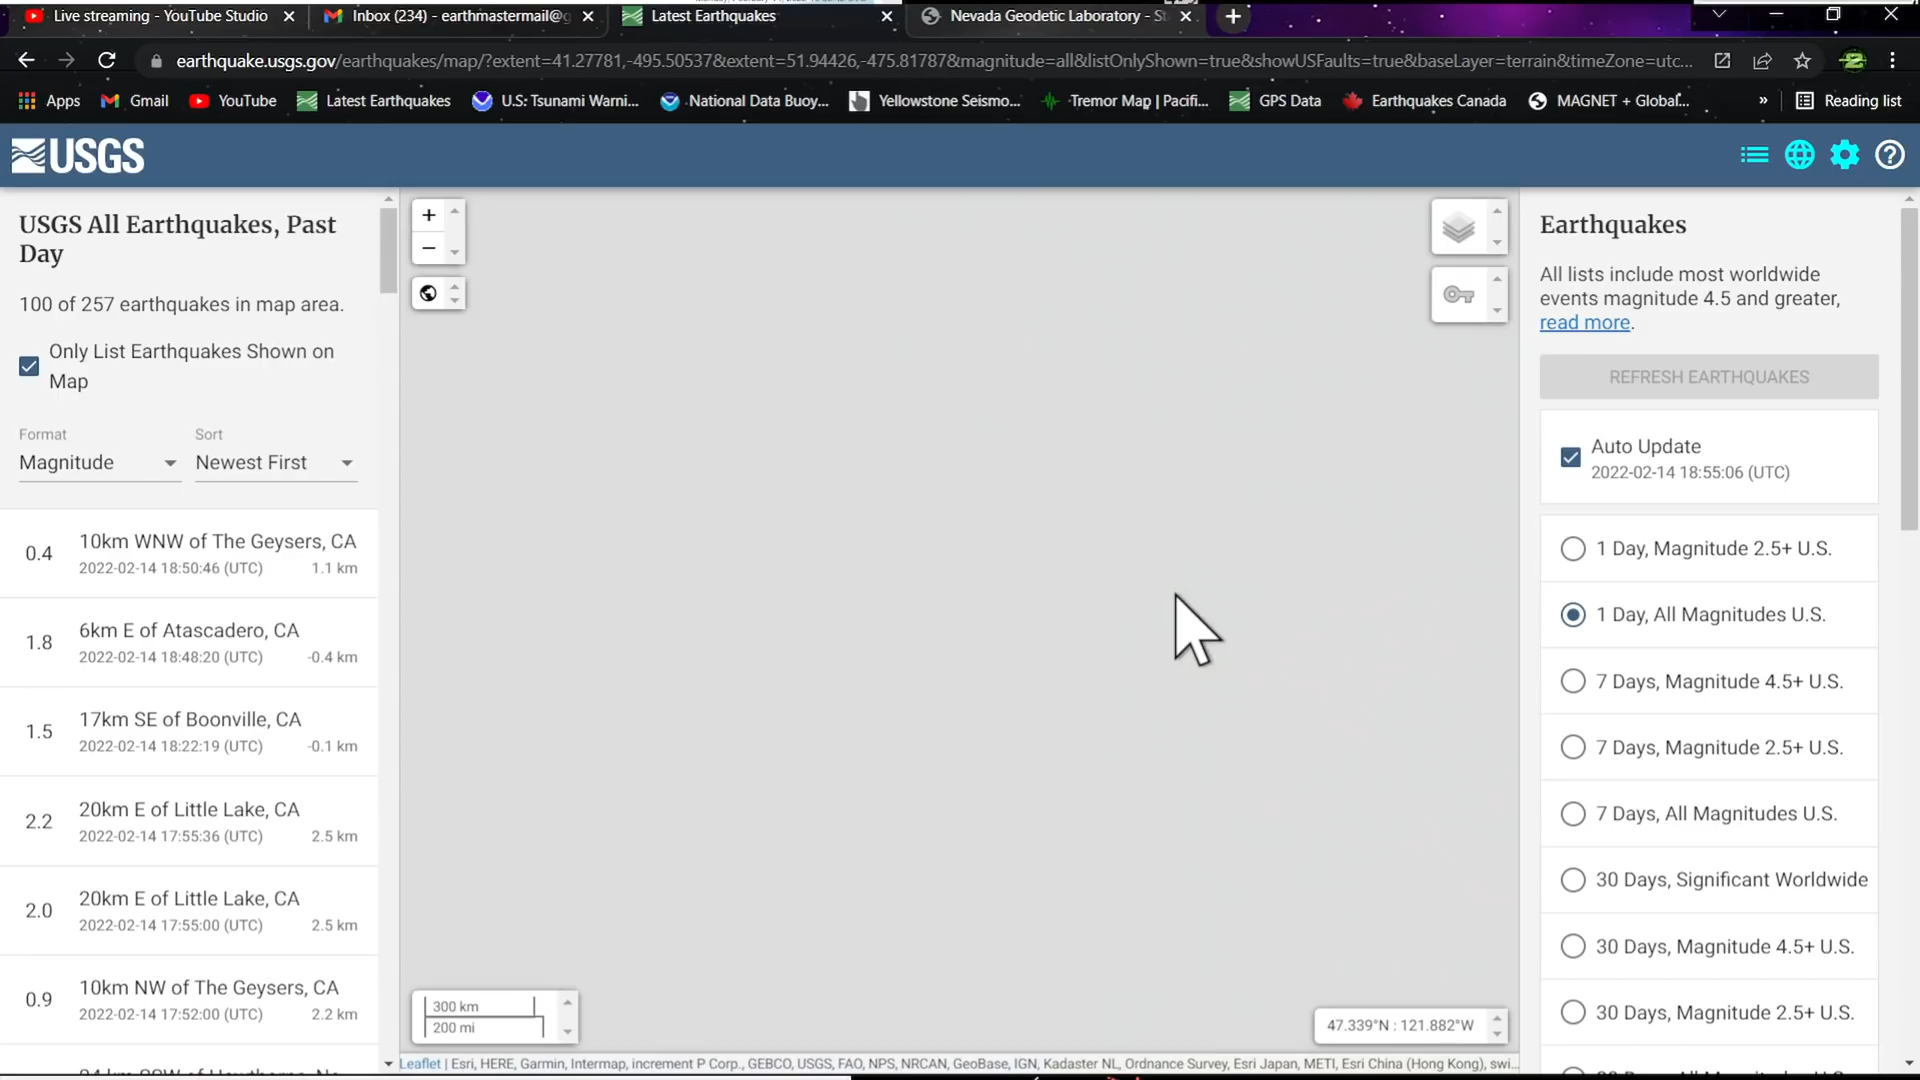 Live streaming - YouTube Studio
Inbox (234) - earthmastermail@g
Latest Earthquakes
Nevada Geodetic Laboratory - St
earthquake.usgs.gov/earthquakes/map/?extent=41.27781,-495.50537&extent=51.94426,-475.81787&magnitude=all&listOnlyShown=true&showUSFaults=true&baseLayer=terrain&timeZone=utc...
Apps
Gmail
YouTube
Latest Earthquakes
U.S: Tsunami Warni...
National Data Buoy...
Yellowstone Seismo...
Tremor Map | Pacifi...
GPS Data
Earthquakes Canada
MAGNET + Global...
»
Reading list
USGS
USGS All Earthquakes, Past
Day
100 of 257 earthquakes in map area.
Only List Earthquakes Shown on
Map
Format
Magnitude
Sort
Newest First
0.4
10km WNW of The Geysers, CA
2022-02-14 18:50:46 (UTC)
1.1 km
1.8
6km E of Atascadero, CA
2022-02-14 18:48:20 (UTC)
-0.4 km
1.5
17km SE of Boonville, CA
2022-02-14 18:22:19 (UTC)
-0.1 km
2.2
20km E of Little Lake, CA
2022-02-14 17:55:36 (UTC)
2.5 km
2.0
20km E of Little Lake, CA
2022-02-14 17:55:00 (UTC)
2.5 km
0.9
10km NW of The Geysers, CA
2022-02-14 17:52:00 (UTC)
2.2 km
+
−
300 km
200 mi
47.339°N : 121.882°W
Leaflet | Esri, HERE, Garmin, Intermap, increment P Corp., GEBCO, USGS, FAO, NPS, NRCAN, GeoBase, IGN, Kadaster NL, Ordnance Survey, Esri Japan, METI, Esri China (Hong Kong), swi...
Earthquakes
All lists include most worldwide
events magnitude 4.5 and greater,
read more.
REFRESH EARTHQUAKES
Auto Update
2022-02-14 18:55:06 (UTC)
1 Day, Magnitude 2.5+ U.S.
1 Day, All Magnitudes U.S.
7 Days, Magnitude 4.5+ U.S.
7 Days, Magnitude 2.5+ U.S.
7 Days, All Magnitudes U.S.
30 Days, Significant Worldwide
30 Days, Magnitude 4.5+ U.S.
30 Days, Magnitude 2.5+ U.S.